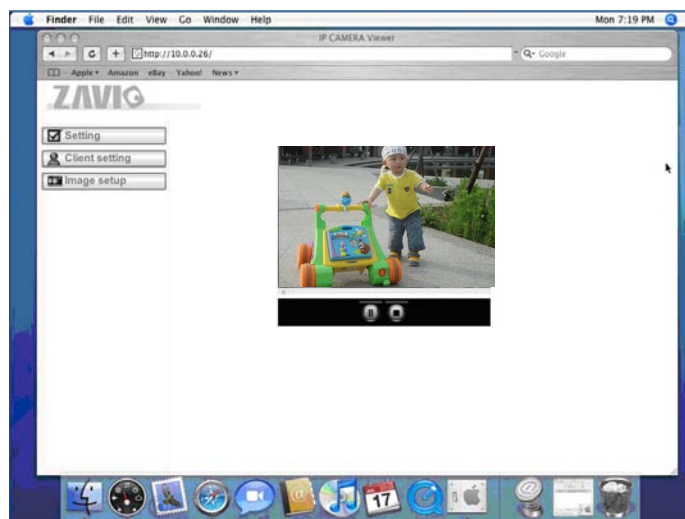 Finder File Edit View Go Window Help Mon 7:19 PM
IP CAMERA Viewer
http://10.0.0.26/ Google
Apple Amazon eBay Yahoo! News
ZAVIO
Setting
Client setting
Image setup
17